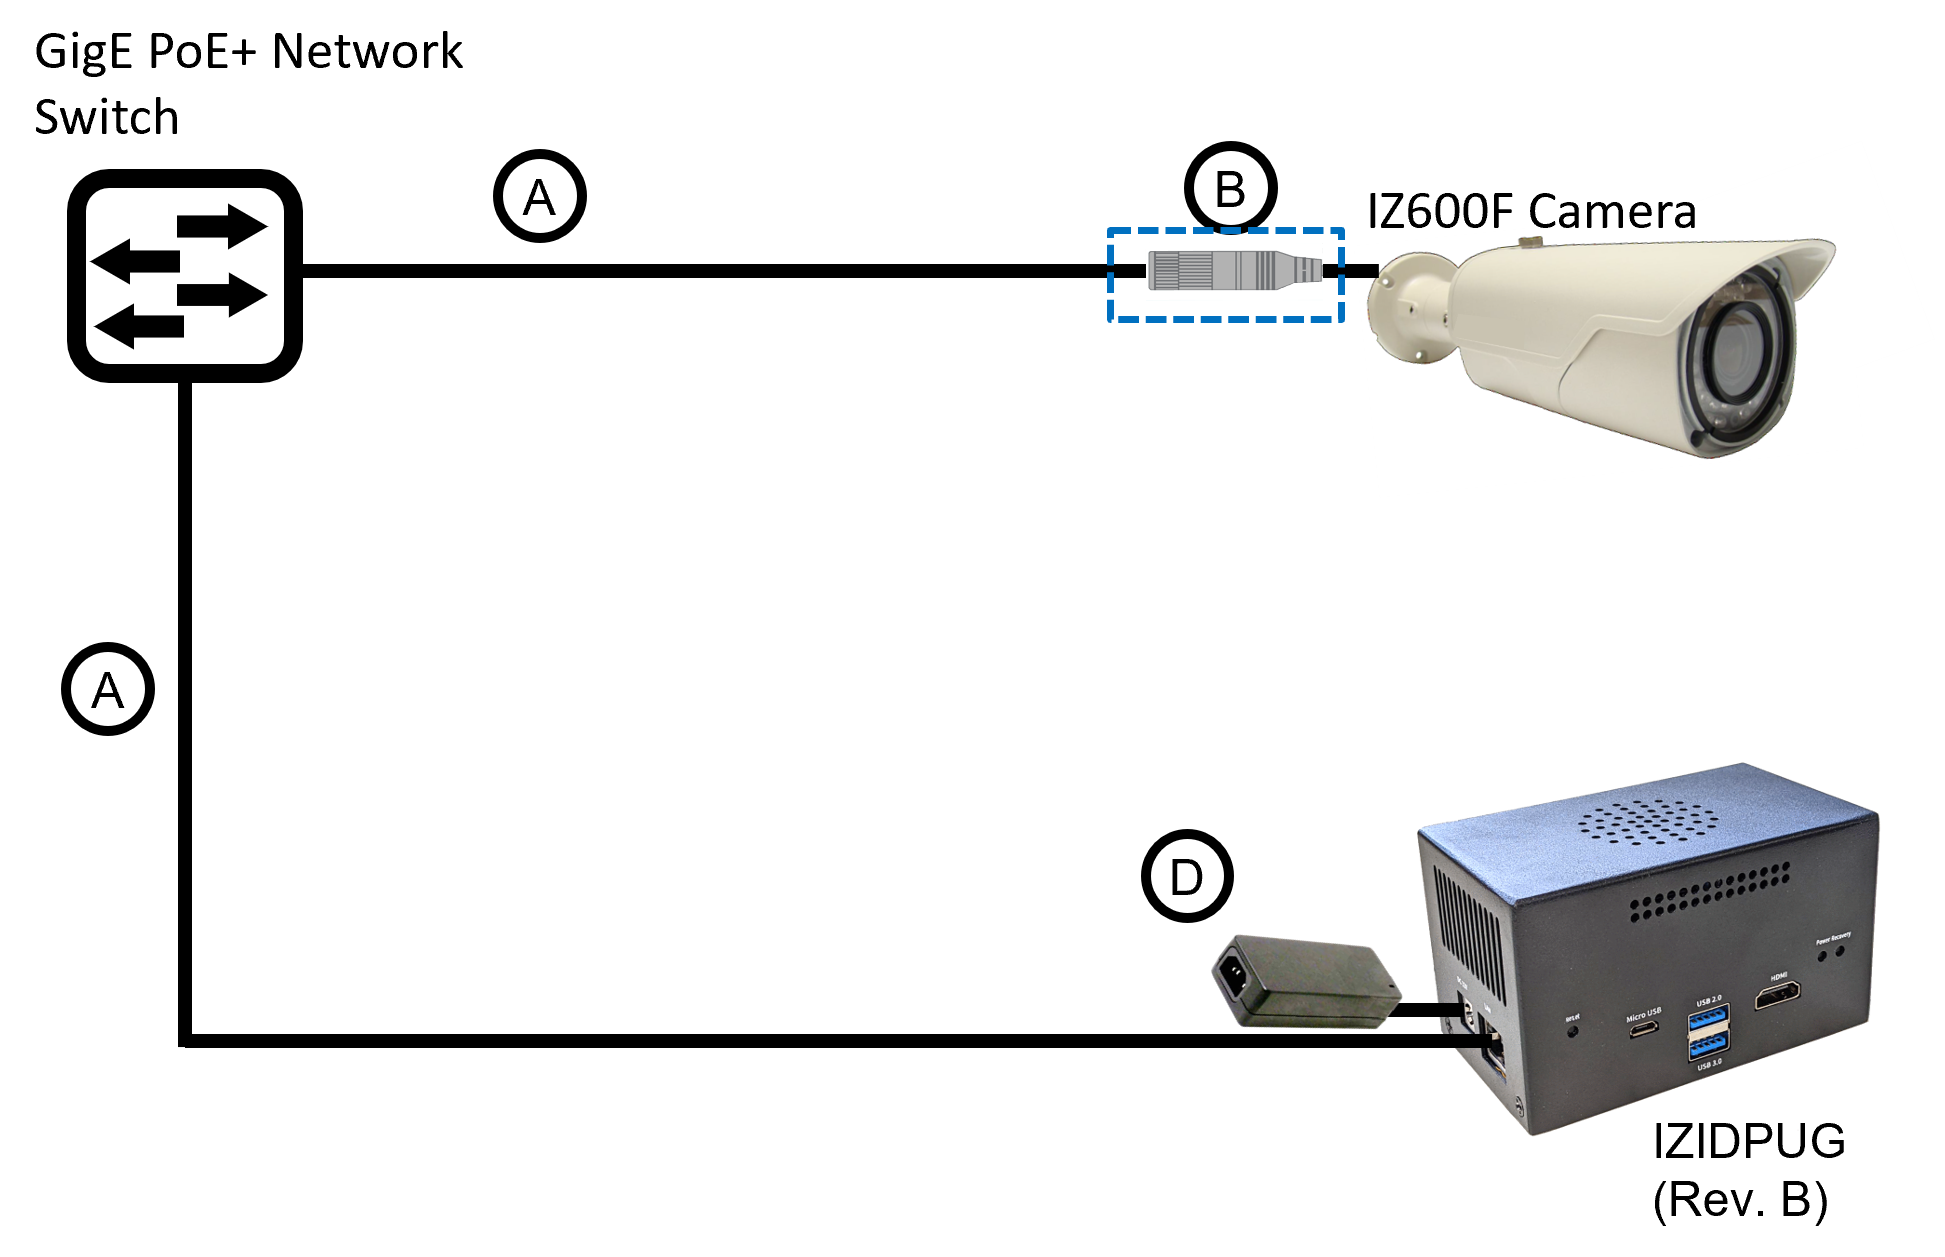 GigE PoE+ Network
Switch
A
B
IZ600F Camera
A
D
Power Recovery
HDMI
USB 2.0
Micro USB
USB 3.0
IZIDPUG
(Rev. B)